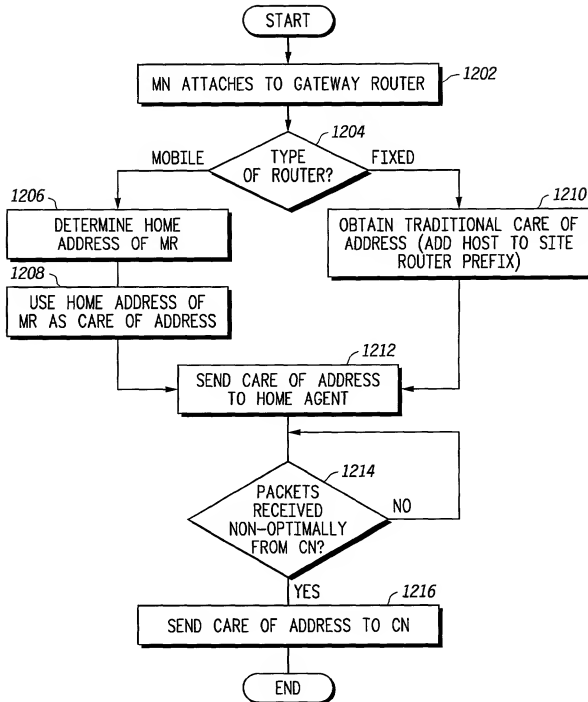 START
MN ATTACHES TO GATEWAY ROUTER
1202
1204
TYPE
OF ROUTER?
MOBILE
FIXED
1206
DETERMINE HOME
ADDRESS OF MR
1208
USE HOME ADDRESS OF
MR AS CARE OF ADDRESS
1210
OBTAIN TRADITIONAL CARE OF
ADDRESS (ADD HOST TO SITE
ROUTER PREFIX)
1212
SEND CARE OF ADDRESS
TO HOME AGENT
1214
PACKETS
RECEIVED
NON-OPTIMALLY
FROM CN?
NO
YES
1216
SEND CARE OF ADDRESS TO CN
END